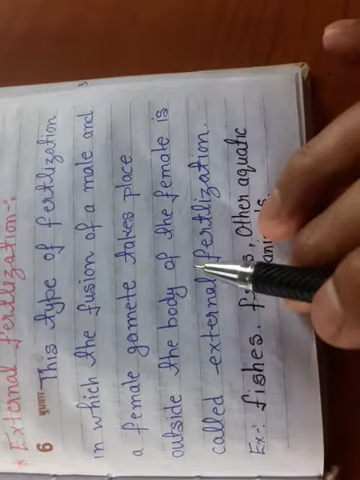 * External fertilization-:
6 बुधवार This type of fertilization
in which the fusion of a male and
a female gamete takes place
outside the body of the female is
called external fertilization.
Ex-: fishes, Other aquatic